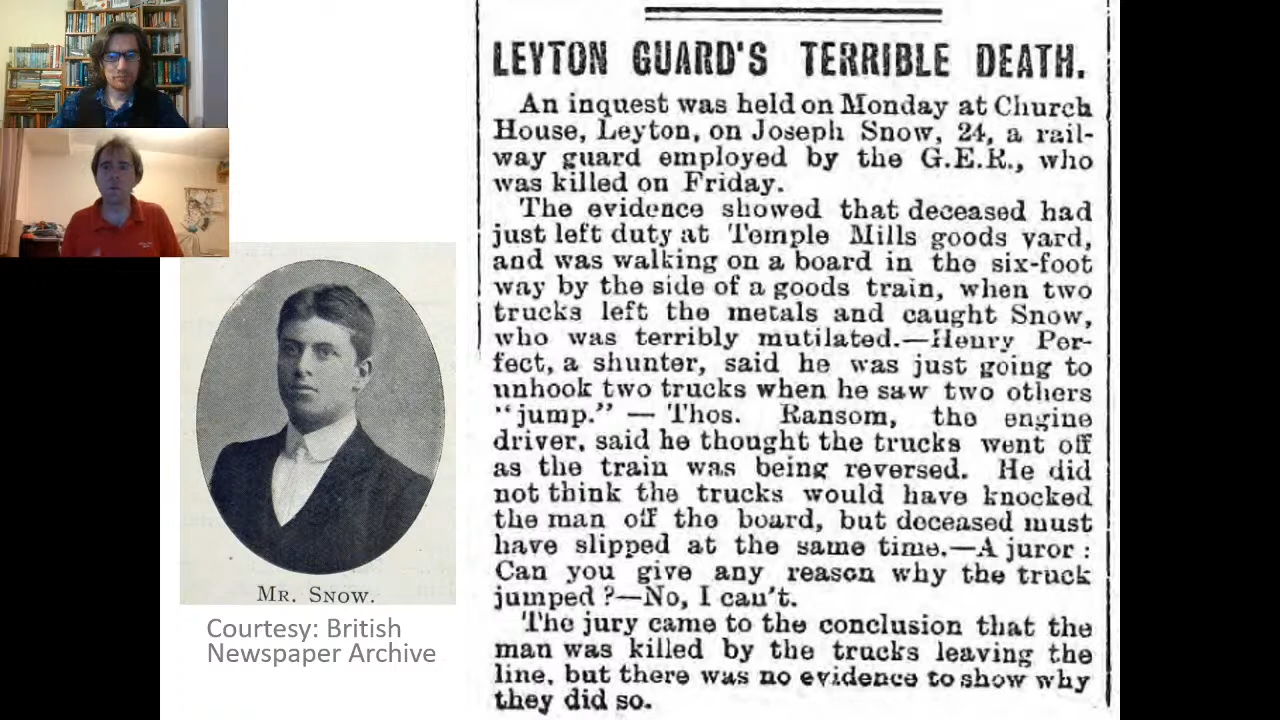 LEYTON GUARD'S TERRIBLE DEATH.
An inquest was held on Monday at Church
House, Leyton, on Joseph Snow, 24, a rail-
way guard employed by the G.E.R., who
was killed on Friday.
The evidence showed that deceased had
just left duty at Temple Mills goods yard,
and was walking on a board in the six-foot
way by the side of a goods train, when two
trucks left the metals and caught Snow,
who was terribly mutilated.—Henry Per-
fect, a shunter, said he was just going to
unhook two trucks when he saw two others
"jump." — Thos. Ransom, the engine
driver, said he thought the trucks went off
as the train was being reversed. He did
not think the trucks would have knocked
the man off the board, but deceased must
have slipped at the same time.—A juror :
Can you give any reason why the truck
jumped ?—No, I can't.
The jury came to the conclusion that the
man was killed by the trucks leaving the
line, but there was no evidence to show why
they did so.
MR. SNOW.
Courtesy: British
Newspaper Archive